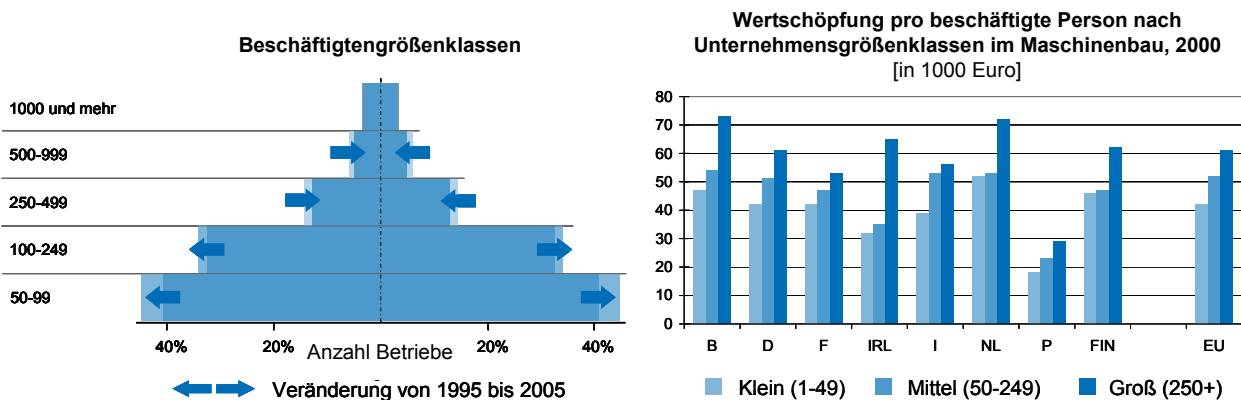 Beschäftigtengrößenklassen
1000 und mehr
500-999
250-499
100-249
50-99
40%
20%
Anzahl Betriebe
20%
40%
Veränderung von 1995 bis 2005
Wertschöpfung pro beschäftigte Person nach
Unternehmensgrößenklassen im Maschinenbau, 2000
[in 1000 Euro]
80
70
60
50
40
30
20
10
0
B D F IRL I NL P FIN EU
Klein (1-49) Mittel (50-249) Groß (250+)